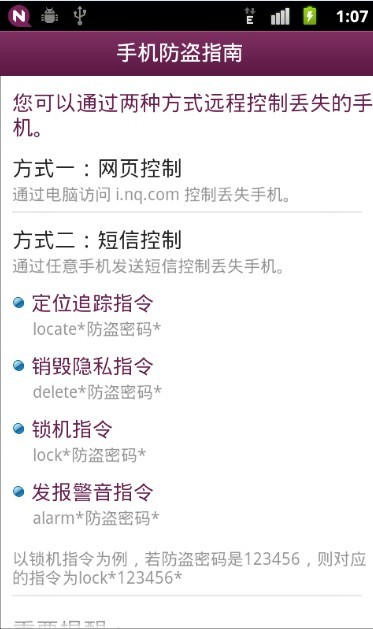 N
E
1:07
手机防盗指南
您可以通过两种方式远程控制丢失的手
机。
方式一：网页控制
通过电脑访问 i.nq.com 控制丢失手机。
方式二：短信控制
通过任意手机发送短信控制丢失手机。
定位追踪指令
locate*防盗密码*
销毁隐私指令
delete*防盗密码*
锁机指令
lock*防盗密码*
发报警音指令
alarm*防盗密码*
以锁机指令为例，若防盗密码是123456，则对应
的指令为lock*123456*
重要提醒：